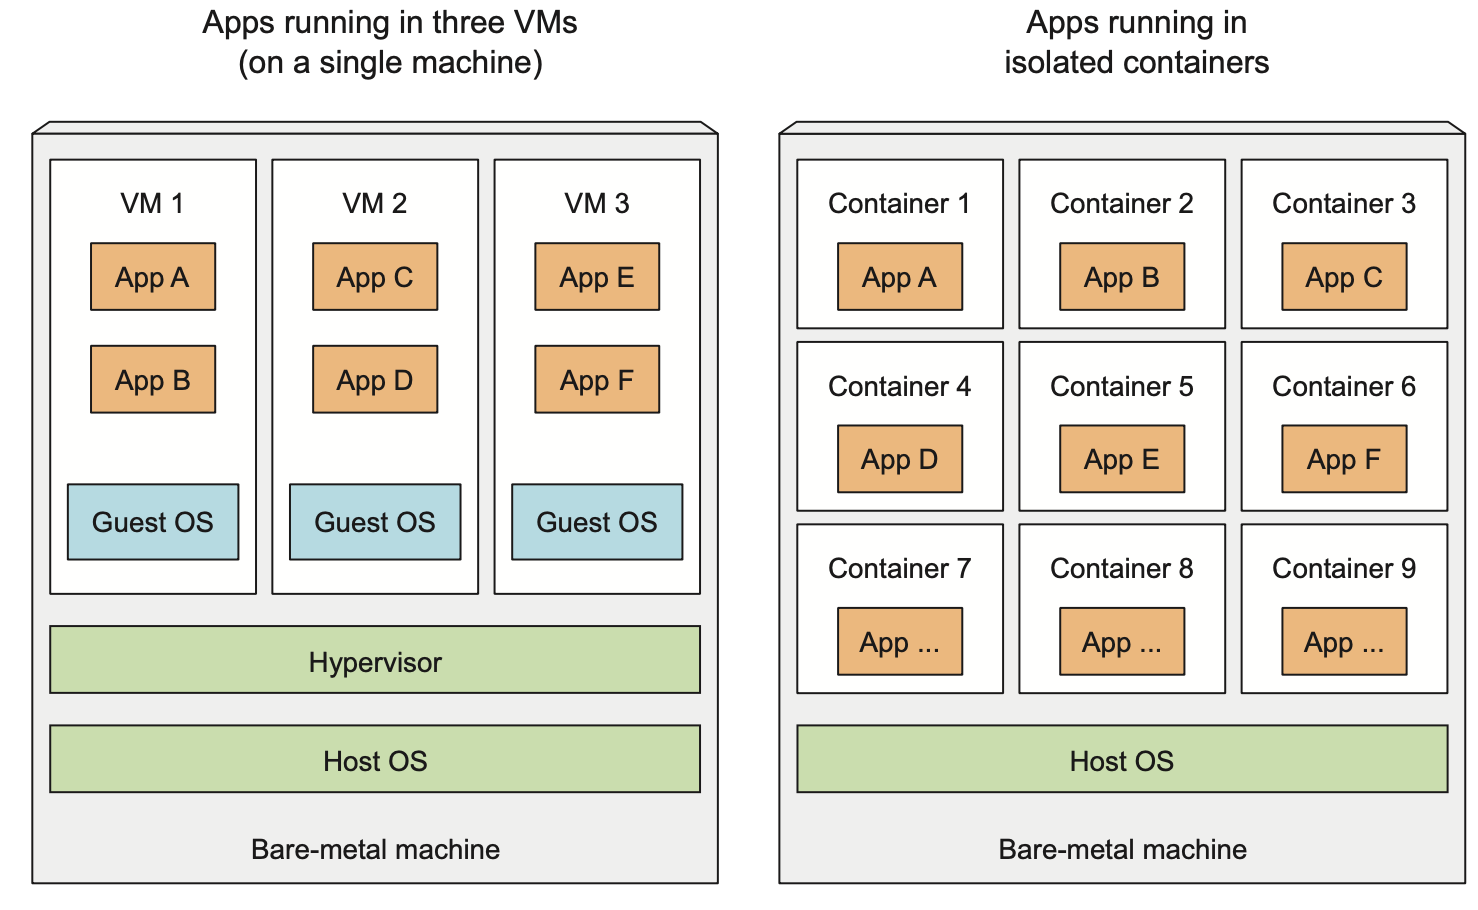 Apps running in three VMs
(on a single machine)
VM 1
VM 2
VM 3
App A
App C
App E
App B
App D
App F
Guest OS
Guest OS
Guest OS
Hypervisor
Host OS
Bare-metal machine
Apps running in
isolated containers
Container 1
Container 2
Container 3
App A
App B
App C
Container 4
Container 5
Container 6
App D
App E
App F
Container 7
Container 8
Container 9
App ...
App ...
App ...
Host OS
Bare-metal machine